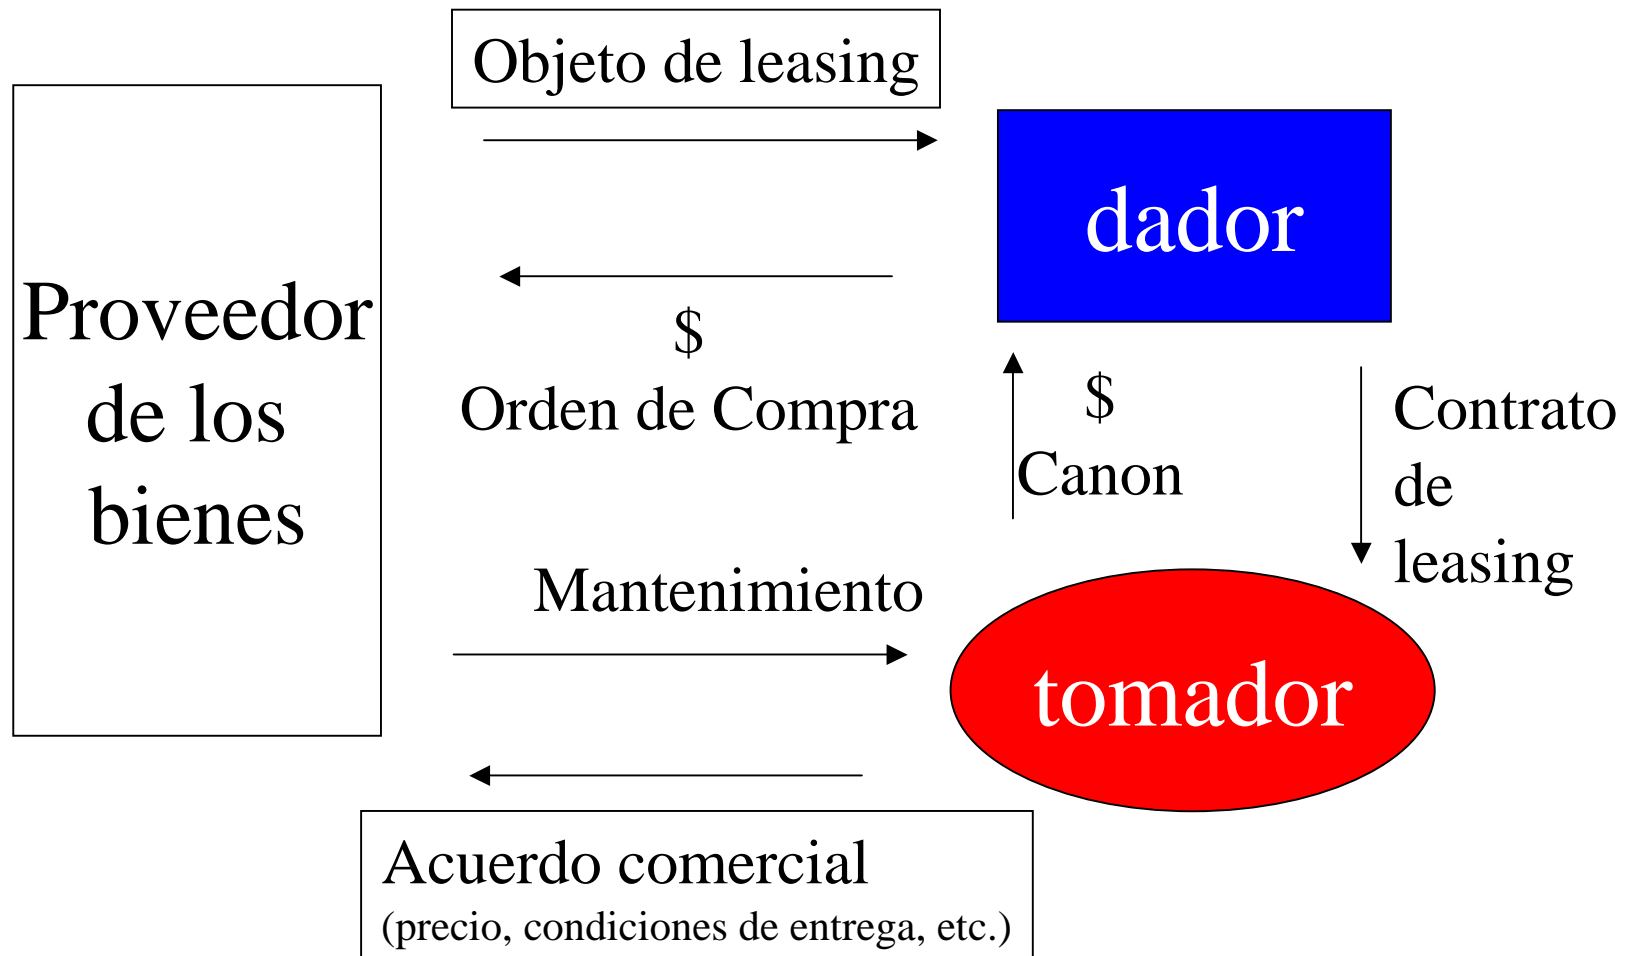 Objeto de leasing
Proveedor
de los
bienes
dador
$
Orden de Compra
$
Canon
Contrato
de
leasing
Mantenimiento
tomador
Acuerdo comercial
(precio, condiciones de entrega, etc.)